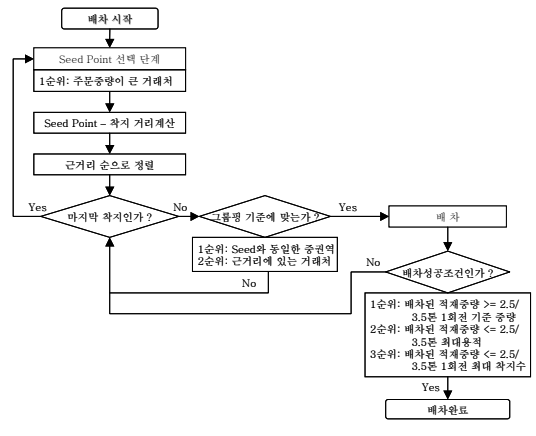 배차 시작
Seed Point 선택 단계
1순위: 주문중량이 큰 거래처
Seed Point – 착지 거리계산
근거리 순으로 정렬
Yes
마지막 착지인가 ?
No
그룹핑 기준에 맞는가 ?
Yes
배 차
1순위: Seed와 동일한 중권역
2순위: 근거리에 있는 거래처
No
No
배차성공조건인가 ?
1순위: 배차된 적재중량 >= 2.5/
3.5톤 1회전 기준 중량
2순위: 배차된 적재중량 <= 2.5/
3.5톤 최대용적
3순위: 배차된 적재중량 <= 2.5/
3.5톤 1회전 최대 착지수
Yes
배차완료